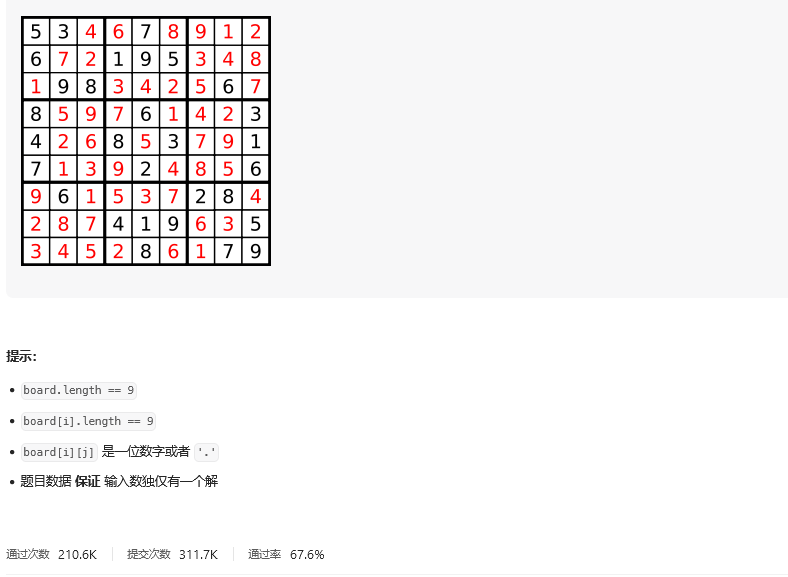 5 3 4 6 7 8 9 1 2
6 7 2 1 9 5 3 4 8
1 9 8 3 4 2 5 6 7
8 5 9 7 6 1 4 2 3
4 2 6 8 5 3 7 9 1
7 1 3 9 2 4 8 5 6
9 6 1 5 3 7 2 8 4
2 8 7 4 1 9 6 3 5
3 4 5 2 8 6 1 7 9
提示：
• board.length == 9
• board[i].length == 9
• board[i][j] 是一位数字或者 '.'
• 题目数据 保证 输入数独仅有一个解
通过次数 210.6K 提交次数 311.7K 通过率 67.6%